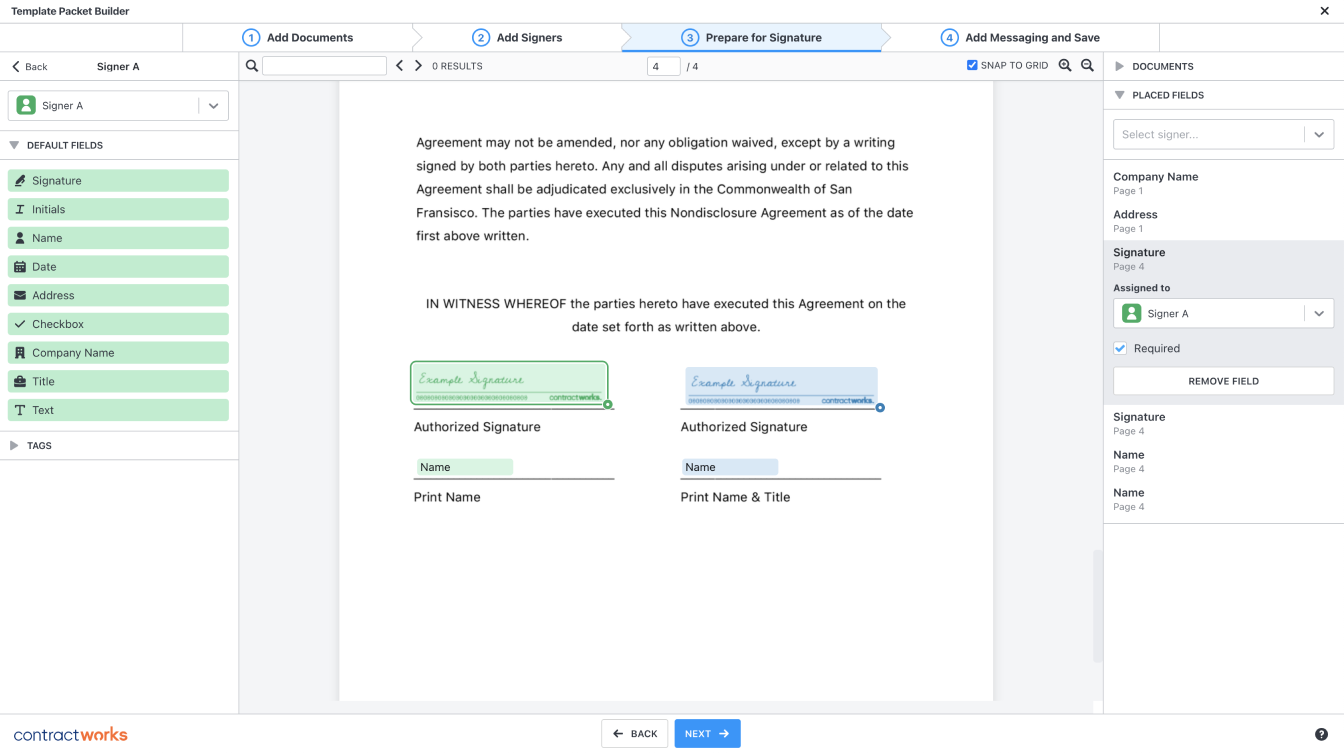 Template Packet Builder
1 Add Documents
2 Add Signers
3 Prepare for Signature
4 Add Messaging and Save
Back
Signer A
0 RESULTS
4 / 4
SNAP TO GRID
DOCUMENTS
Signer A
DEFAULT FIELDS
Signature
Initials
Name
Date
Address
Checkbox
Company Name
Title
Text
TAGS
Agreement may not be amended, nor any obligation waived, except by a writing
signed by both parties hereto. Any and all disputes arising under or related to this
Agreement shall be adjudicated exclusively in the Commonwealth of San
Fransisco. The parties have executed this Nondisclosure Agreement as of the date
first above written.
IN WITNESS WHEREOF the parties hereto have executed this Agreement on the
date set forth as written above.
Example Signature
contractworks.
Authorized Signature
Name
Print Name
Example Signature
contractworks.
Authorized Signature
Name
Print Name & Title
PLACED FIELDS
Select signer...
Company Name
Page 1
Address
Page 1
Signature
Page 4
Assigned to
Signer A
Required
REMOVE FIELD
Signature
Page 4
Name
Page 4
Name
Page 4
contractworks
BACK
NEXT